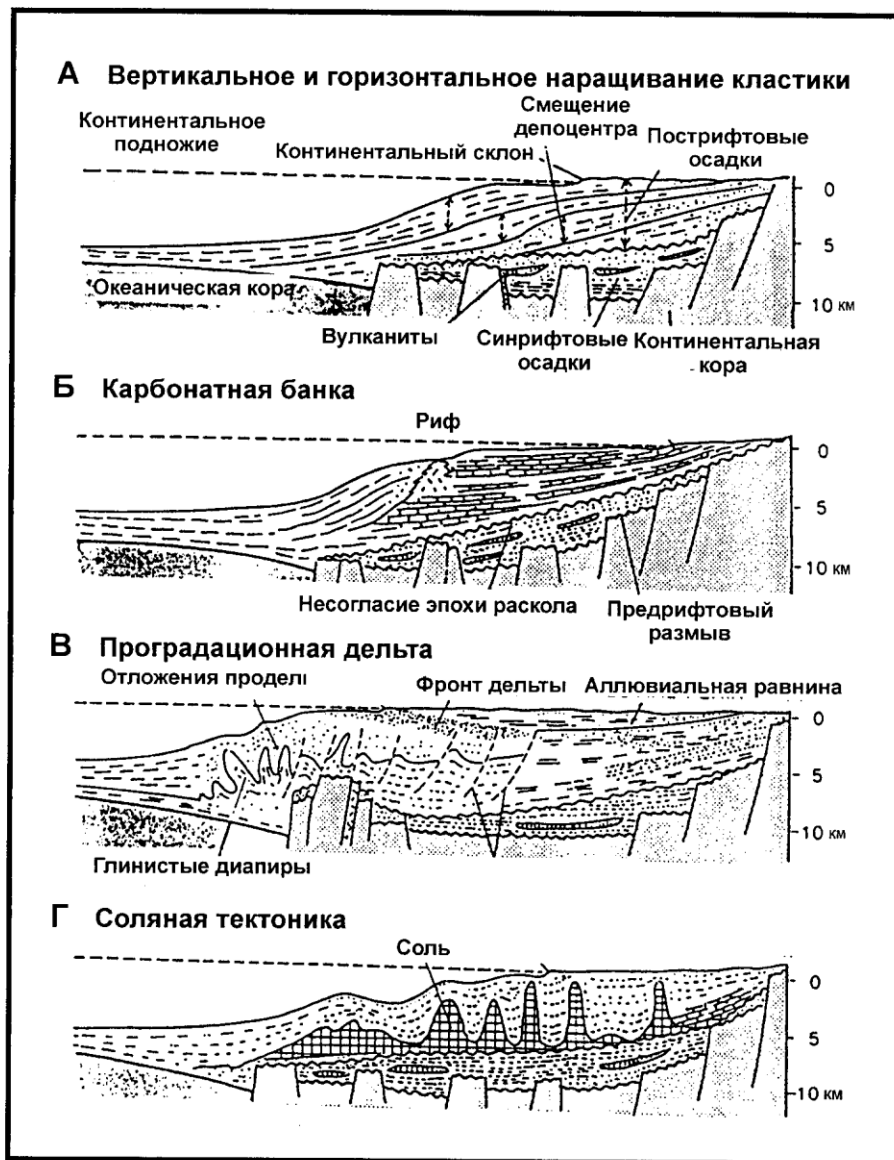 А Вертикальное и горизонтальное наращивание кластики
Континентальное
подножие
Континентальный склон
Смещение
депоцентра
Пострифтовые
осадки
0
5
10 км
Океаническая кора
Вулканиты
Синрифтовые
осадки
Континентальная
кора
Б Карбонатная банка
Риф
0
5
10 км
Несогласие эпохи раскола
Предрифтовый
размыв
В Проградационная дельта
Отложения продел
Фронт дельты
Аллювиальная равнина
0
5
10 км
Глинистые диапиры
Г Соляная тектоника
Соль
0
5
10 км